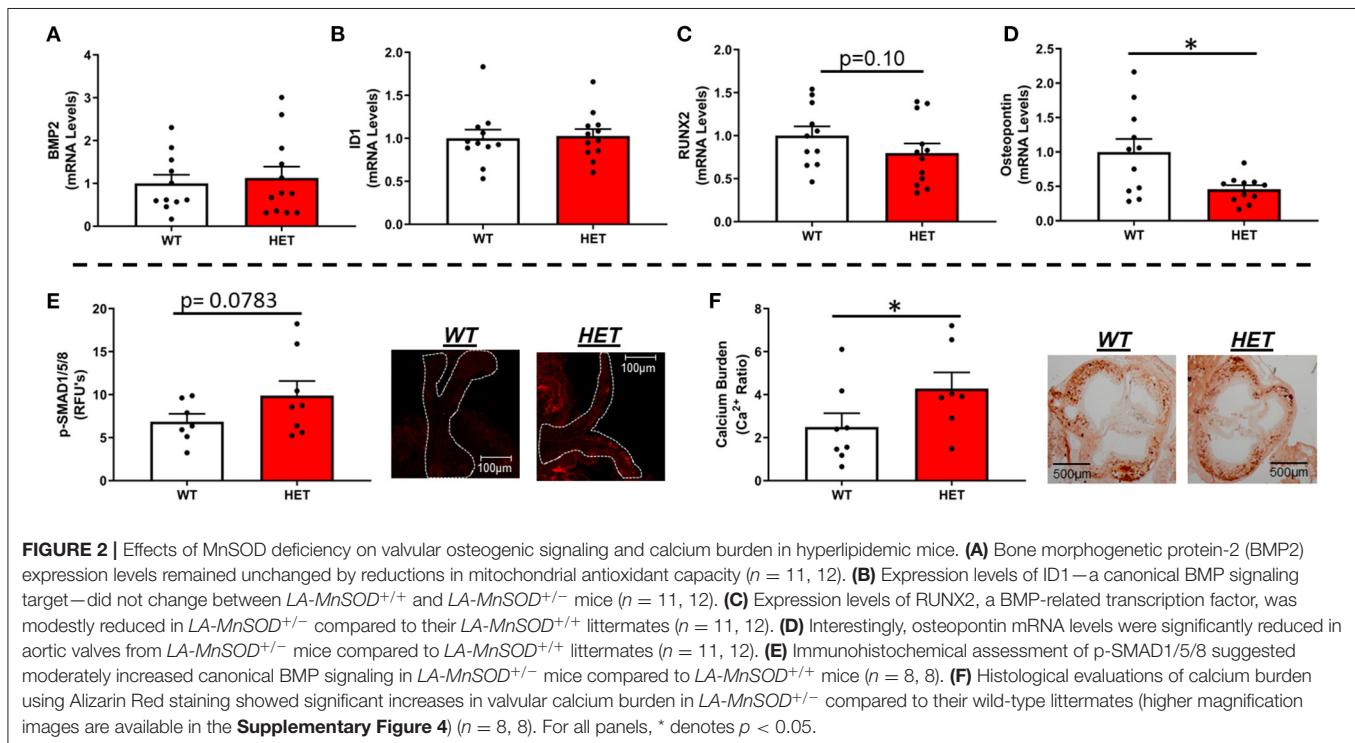 A
BMP2
(mRNA Levels)
4
3
2
1
0
WT
HET
B
ID1
(mRNA Levels)
2.0
1.5
1.0
0.5
0.0
WT
HET
C
RUNX2
(mRNA Levels)
2.0
1.5
1.0
0.5
0.0
p=0.10
WT
HET
D
Osteopontin
(mRNA Levels)
2.5
2.0
1.5
1.0
0.5
0.0
*
WT
HET
E
p-SMAD1/5/8
(RFU's)
20
15
10
5
0
p= 0.0783
WT
HET
WT
100µm
HET
100µm
F
Calcium Burden
(Ca²⁺ Ratio)
8
6
4
2
0
*
WT
HET
WT
500µm
HET
500µm
FIGURE 2 | Effects of MnSOD deficiency on valvular osteogenic signaling and calcium burden in hyperlipidemic mice. (A) Bone morphogenetic protein-2 (BMP2)
expression levels remained unchanged by reductions in mitochondrial antioxidant capacity (n = 11, 12). (B) Expression levels of ID1—a canonical BMP signaling
target—did not change between LA-MnSOD⁺/⁺ and LA-MnSOD⁺/⁻ mice (n = 11, 12). (C) Expression levels of RUNX2, a BMP-related transcription factor, was
modestly reduced in LA-MnSOD⁺/⁻ compared to their LA-MnSOD⁺/⁺ littermates (n = 11, 12). (D) Interestingly, osteopontin mRNA levels were significantly reduced in
aortic valves from LA-MnSOD⁺/⁻ mice compared to LA-MnSOD⁺/⁺ littermates (n = 11, 12). (E) Immunohistochemical assessment of p-SMAD1/5/8 suggested
moderately increased canonical BMP signaling in LA-MnSOD⁺/⁻ mice compared to LA-MnSOD⁺/⁺ mice (n = 8, 8). (F) Histological evaluations of calcium burden
using Alizarin Red staining showed significant increases in valvular calcium burden in LA-MnSOD⁺/⁻ compared to their wild-type littermates (higher magnification
images are available in the Supplementary Figure 4) (n = 8, 8). For all panels, * denotes p < 0.05.